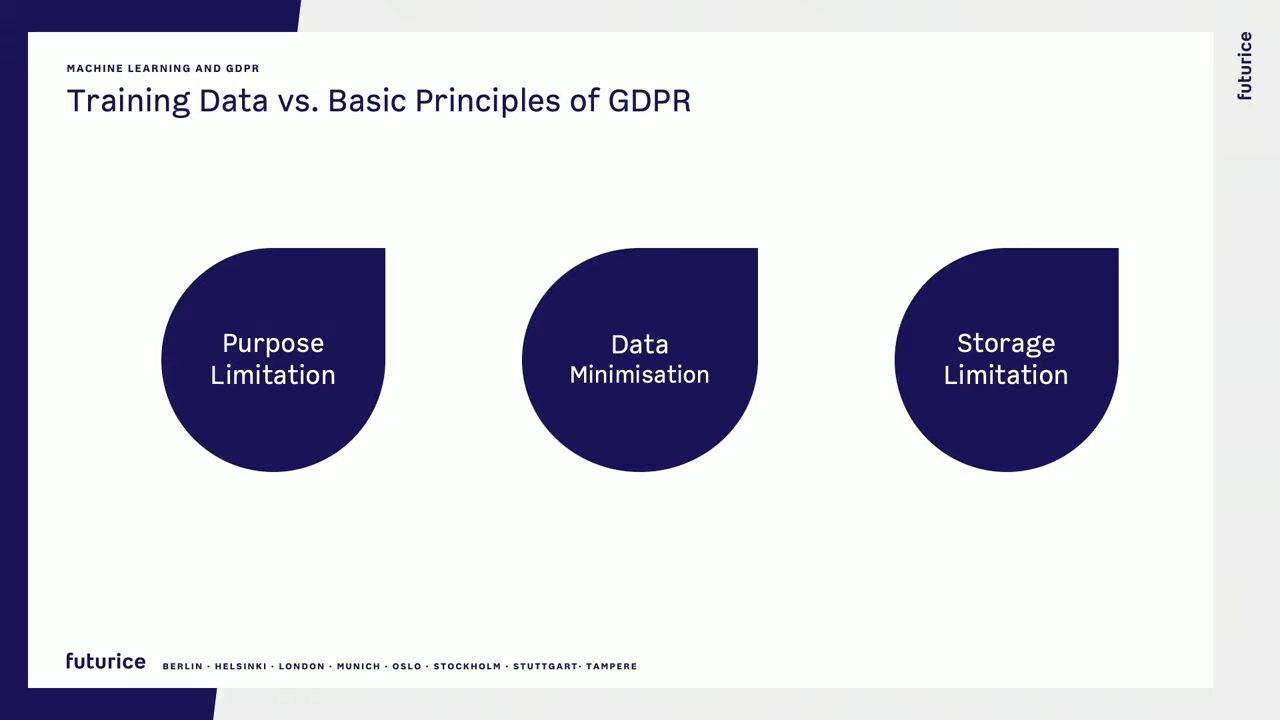 MACHINE LEARNING AND GDPR
Training Data vs. Basic Principles of GDPR
futurice
Purpose
Limitation
Data
Minimisation
Storage
Limitation
futurice
BERLIN · HELSINKI · LONDON · MUNICH · OSLO · STOCKHOLM · STUTTGART· TAMPERE